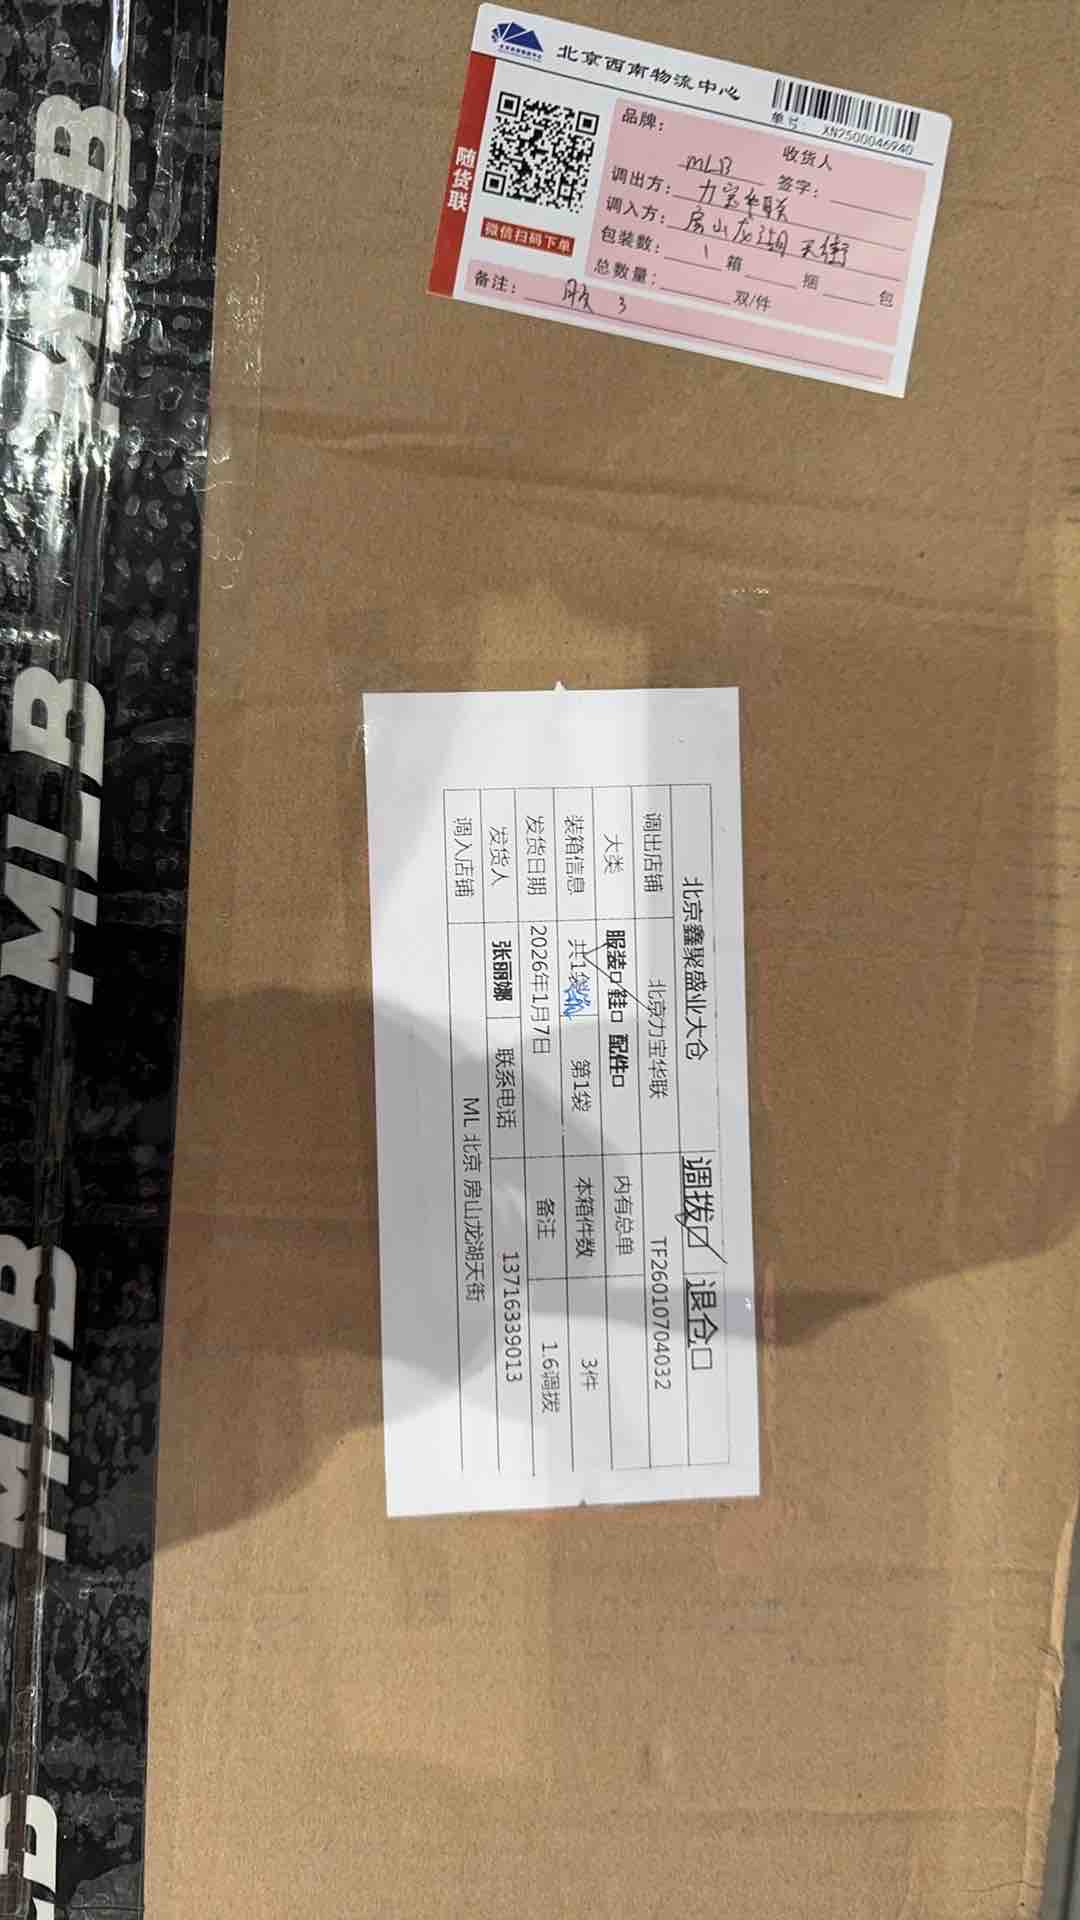 北京西南物流中心
单号: XN2500046940
随货联
微信扫码下单
品牌: MLB
收货人
签字:
调出方: 力宝华联
调入方: 房山龙湖天街
包装数: 1 箱 捆 包
总数量: 双/件
备注: 服 3
北京鑫聚盛业大仓 调拨☑ 退仓□
调出店铺 北京力宝华联 TF26010704032
大类 服装□ 鞋□ 配件□ 内有总单
装箱信息 共1袋箱 第1袋 本箱件数 3件
发货日期 2026年1月7日 备注 1.6调拨
发货人 张丽娜 联系电话 13716339013
调入店铺 ML 北京 房山龙湖天街
MLB
MLB
MLB
MLB
MLB